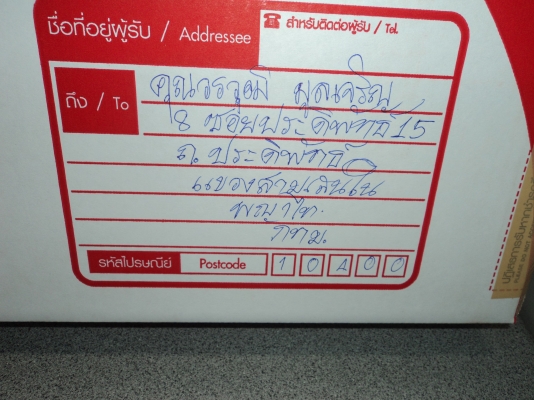 ชื่อที่อยู่ผู้รับ / Addressee
☎ สำหรับติดต่อผู้รับ / Tel.
ถึง / To
คุณวรวุฒิ พูลเจริญ
8 ซอยประดิพัทธ์ 15
ถ.ประดิพัทธ์
แขวงสามเสนใน
พญาไท
กทม.
รหัสไปรษณีย์ Postcode 10400